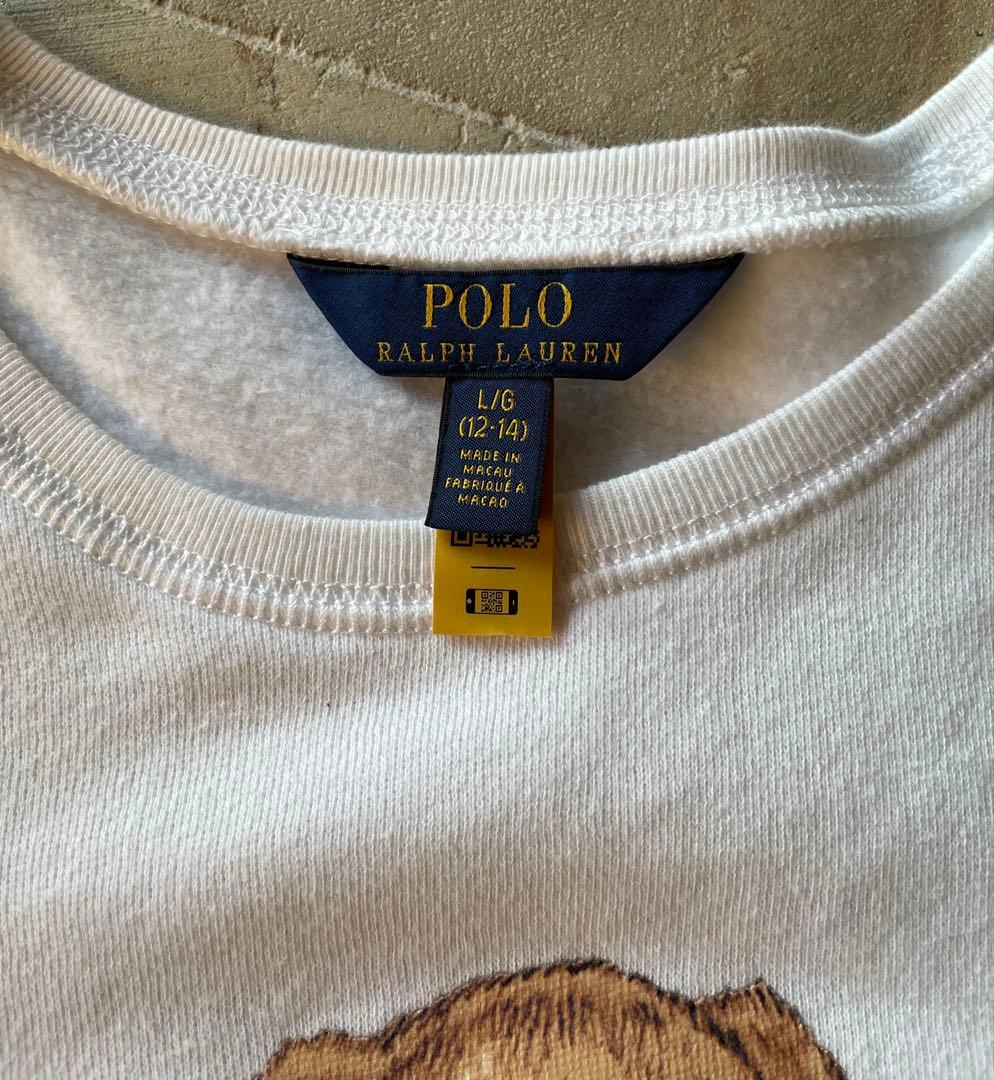 POLO
RALPH LAUREN
L/G
(12-14)
MADE IN
MACAU
FABRIQUÉ À
MACAO